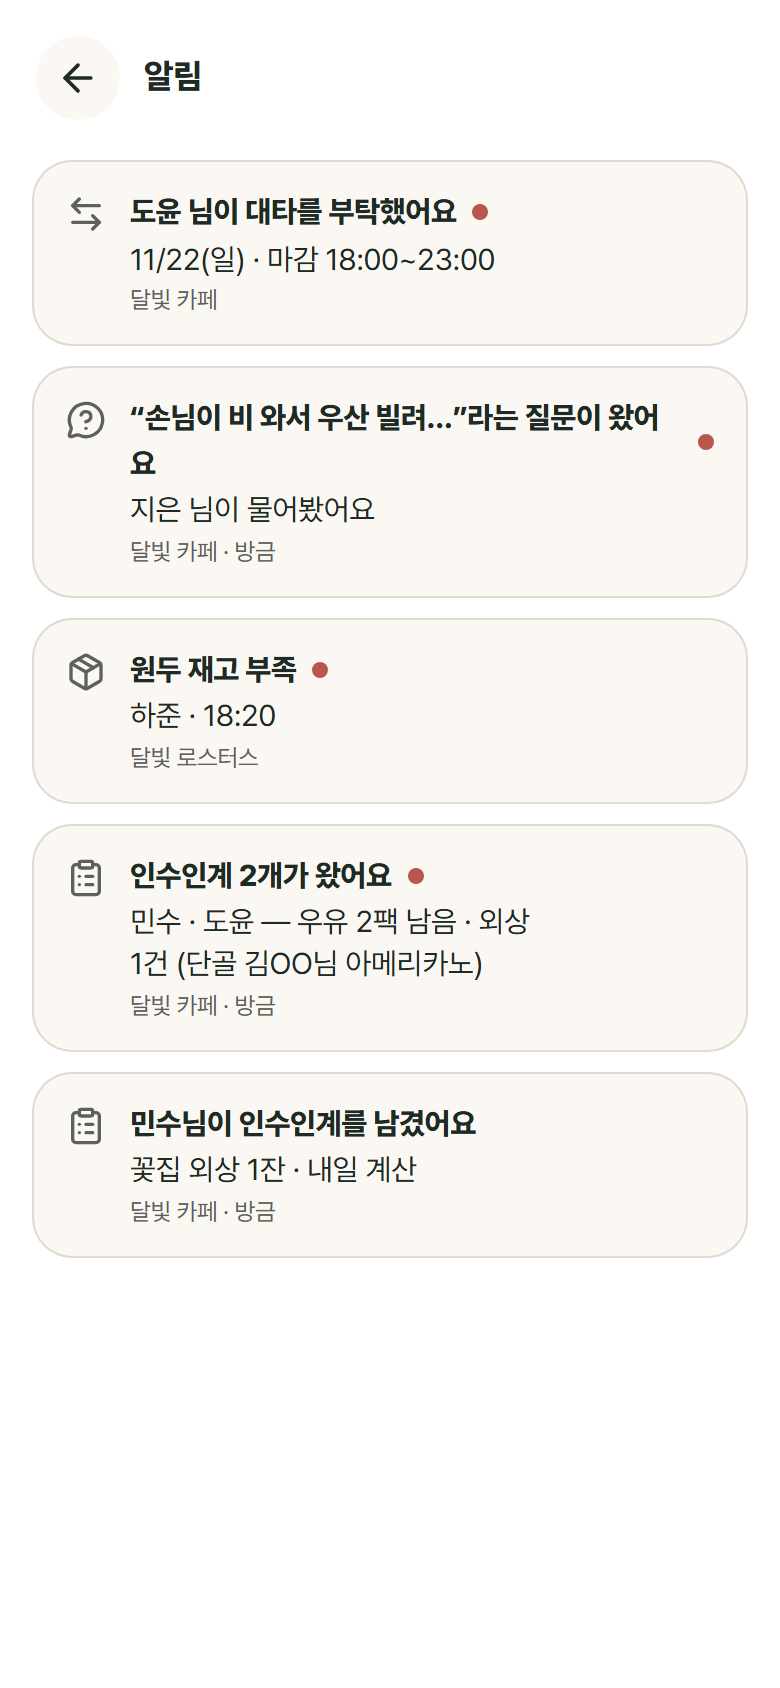 알림
도윤 님이 대타를 부탁했어요
11/22(일) · 마감 18:00~23:00
달빛 카페
“손님이 비 와서 우산 빌려…”라는 질문이 왔어
요
지은 님이 물어봤어요
달빛 카페 · 방금
원두 재고 부족
하준 · 18:20
달빛 로스터스
인수인계 2개가 왔어요
민수 · 도윤 — 우유 2팩 남음 · 외상
1건 (단골 김OO님 아메리카노)
달빛 카페 · 방금
민수님이 인수인계를 남겼어요
꽃집 외상 1잔 · 내일 계산
달빛 카페 · 방금